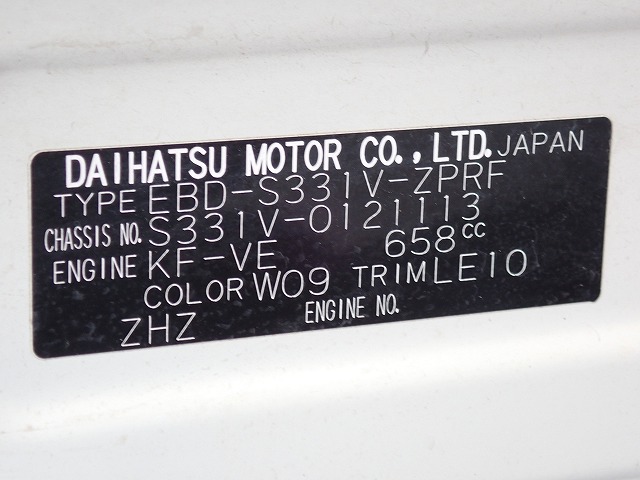 DAIHATSU MOTOR CO., LTD. JAPAN
TYPE EBD-S331V-ZPRF
CHASSIS NO. S331V-0121113
ENGINE KF-VE 658cc
COLOR W09 TRIM LE10
ZHZ ENGINE NO.